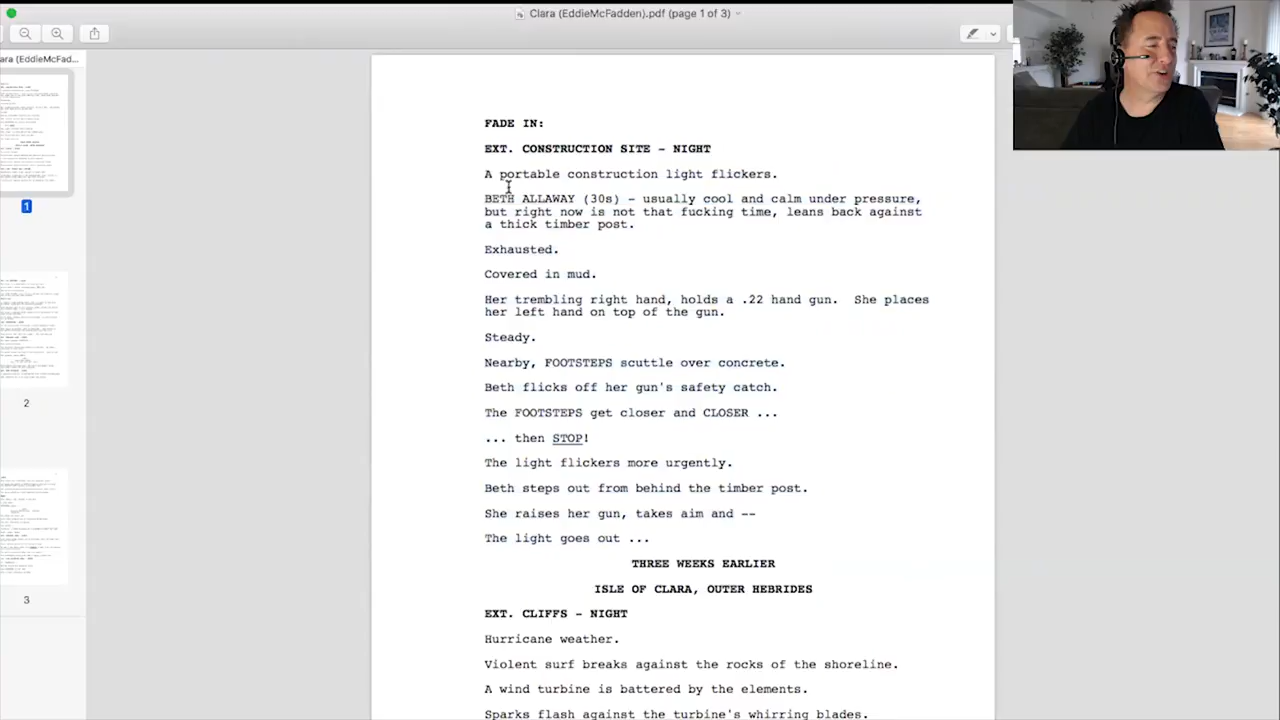 Clara (EddieMcFadden).pdf (page 1 of 3)
ara (EddieMcFad...
1
2
3
FADE IN:
EXT. CONSTRUCTION SITE - NIGHT
A portable construction light flickers.
BETH ALLAWAY (30s) - usually cool and calm under pressure,
but right now is not that fucking time, leans back against
a thick timber post.
Exhausted.
Covered in mud.
Her trembling right hand, holds a .22 hand gun. She places
her left hand on top of the gun.
Steady.
Nearby FOOTSTEPS scuttle over concrete.
Beth flicks off her gun's safety catch.
The FOOTSTEPS get closer and CLOSER ...
... then STOP!
The light flickers more urgently.
Beth leaps out from behind the timber post.
She raises her gun, takes aim and --
The light goes out ...
THREE WEEKS EARLIER
ISLE OF CLARA, OUTER HEBRIDES
EXT. CLIFFS - NIGHT
Hurricane weather.
Violent surf breaks against the rocks of the shoreline.
A wind turbine is battered by the elements.
Sparks flash against the turbine's whirring blades.